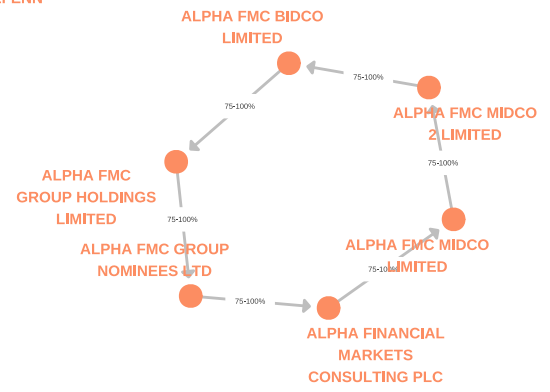 ALPHA FMC BIDCO
LIMITED
75-100%
75-100%
ALPHA FMC MIDCO
2 LIMITED
75-100%
ALPHA FMC
GROUP HOLDINGS
LIMITED
75-100%
ALPHA FMC GROUP
NOMINEES LTD
ALPHA FMC MIDCO
LIMITED
75-100%
75-100%
ALPHA FINANCIAL
MARKETS
CONSULTING PLC